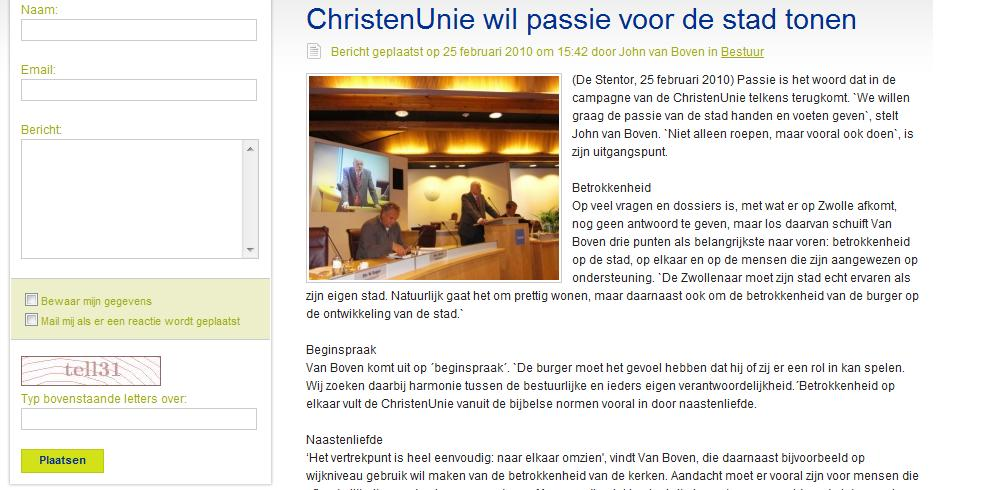 Naam:
Email:
Bericht:
Bewaar mijn gegevens
Mail mij als er een reactie wordt geplaatst
tell31
Typ bovenstaande letters over:
Plaatsen
ChristenUnie wil passie voor de stad tonen
Bericht geplaatst op 25 februari 2010 om 15:42 door John van Boven in Bestuur
(De Stentor, 25 februari 2010) Passie is het woord dat in de
campagne van de ChristenUnie telkens terugkomt. `We willen
graag de passie van de stad handen en voeten geven`, stelt
John van Boven. `Niet alleen roepen, maar vooral ook doen`, is
zijn uitgangspunt.
Betrokkenheid
Op veel vragen en dossiers is, met wat er op Zwolle afkomt,
nog geen antwoord te geven, maar los daarvan schuift Van
Boven drie punten als belangrijkste naar voren: betrokkenheid
op de stad, op elkaar en op de mensen die zijn aangewezen op
ondersteuning. `De Zwollenaar moet zijn stad echt ervaren als
zijn eigen stad. Natuurlijk gaat het om prettig wonen, maar daarnaast ook om de betrokkenheid van de burger op
de ontwikkeling van de stad.`
Beginspraak
Van Boven komt uit op ´beginspraak´. `De burger moet het gevoel hebben dat hij of zij er een rol in kan spelen.
Wij zoeken daarbij harmonie tussen de bestuurlijke en ieders eigen verantwoordelijkheid.´Betrokkenheid op
elkaar vult de ChristenUnie vanuit de bijbelse normen vooral in door naastenliefde.
Naastenliefde
‘Het vertrekpunt is heel eenvoudig: naar elkaar omzien’, vindt Van Boven, die daarnaast bijvoorbeeld op
wijkniveau gebruik wil maken van de betrokkenheid van de kerken. Aandacht moet er vooral zijn voor mensen die